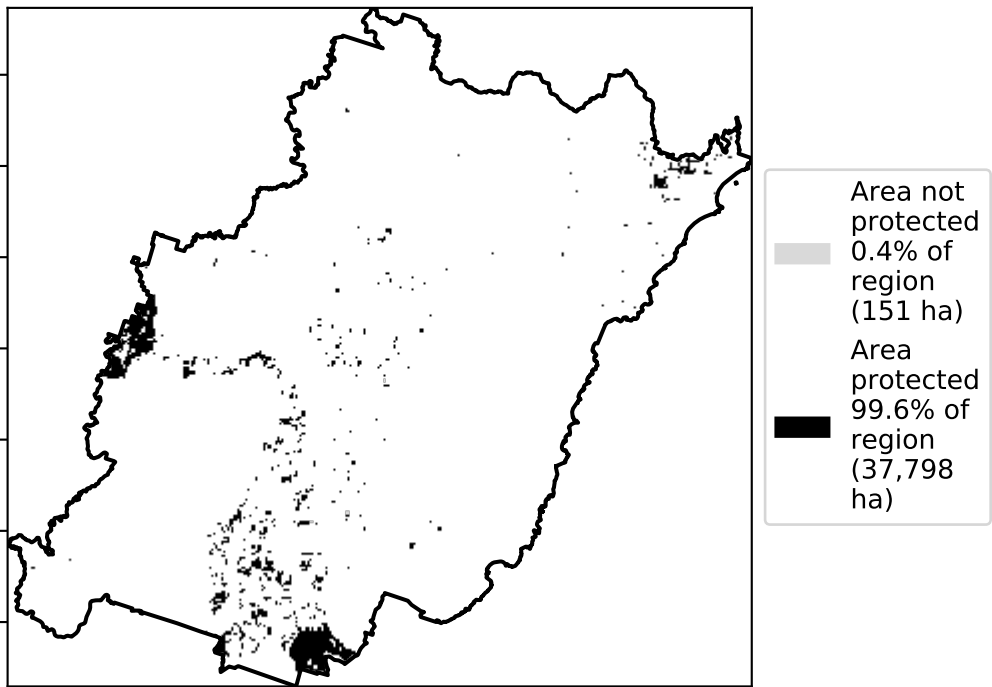 Area not
protected
0.4% of
region
(151 ha)
Area
protected
99.6% of
region
(37,798
ha)